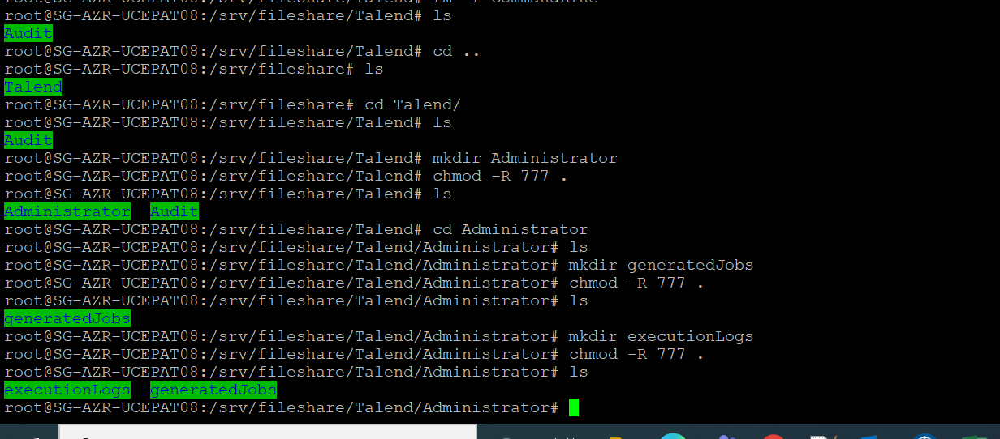 root@SG-AZR-UCEPAT08:/srv/fileshare/Talend# ls
Audit
root@SG-AZR-UCEPAT08:/srv/fileshare/Talend# cd ..
root@SG-AZR-UCEPAT08:/srv/fileshare# ls
Talend
root@SG-AZR-UCEPAT08:/srv/fileshare# cd Talend/
root@SG-AZR-UCEPAT08:/srv/fileshare/Talend# ls
Audit
root@SG-AZR-UCEPAT08:/srv/fileshare/Talend# mkdir Administrator
root@SG-AZR-UCEPAT08:/srv/fileshare/Talend# chmod -R 777 .
root@SG-AZR-UCEPAT08:/srv/fileshare/Talend# ls
Administrator  Audit
root@SG-AZR-UCEPAT08:/srv/fileshare/Talend# cd Administrator
root@SG-AZR-UCEPAT08:/srv/fileshare/Talend/Administrator# ls
root@SG-AZR-UCEPAT08:/srv/fileshare/Talend/Administrator# mkdir generatedJobs
root@SG-AZR-UCEPAT08:/srv/fileshare/Talend/Administrator# chmod -R 777 .
root@SG-AZR-UCEPAT08:/srv/fileshare/Talend/Administrator# ls
generatedJobs
root@SG-AZR-UCEPAT08:/srv/fileshare/Talend/Administrator# mkdir executionLogs
root@SG-AZR-UCEPAT08:/srv/fileshare/Talend/Administrator# chmod -R 777 .
root@SG-AZR-UCEPAT08:/srv/fileshare/Talend/Administrator# ls
executionLogs  generatedJobs
root@SG-AZR-UCEPAT08:/srv/fileshare/Talend/Administrator#